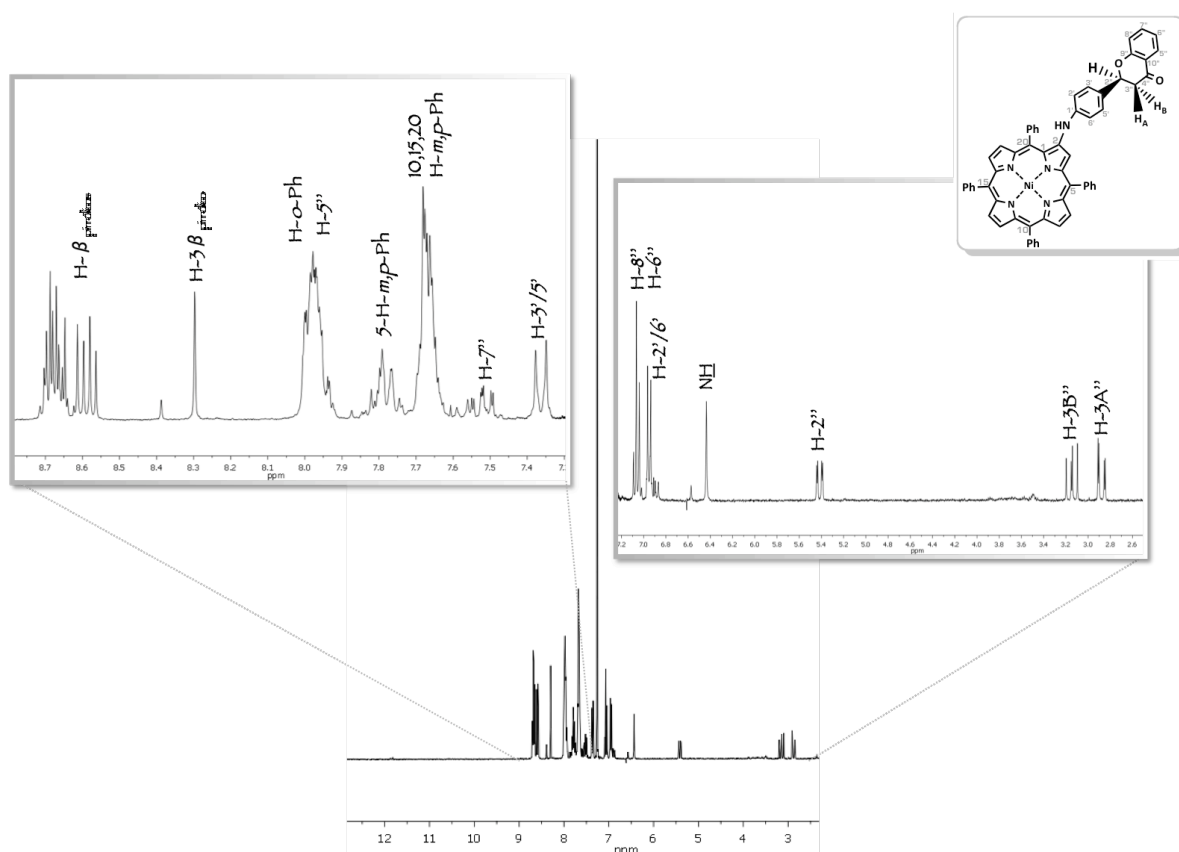 H-β
H-3 β
H-o-Ph
H-5"
5-H-m,p-Ph
10,15,20
H-m,p-Ph
H-7"
H-3'/5'
8.7 8.6 8.5 8.4 8.3 8.2 8.1 8.0 7.9 7.8 7.7 7.6 7.5 7.4
ppm
7" 8" 6" 9" 5" 10"
H O 2" 4" 3" O
3' 2' HB
1' 5' HA
6'
HN
Ph 20 2
1
N N
Ph 15 Ni Ph
N N 5
10
Ph
H-8"
H-6"
H-2'/6'
NH
H-2"
H-3B"
H-3A"
7.2 7.0 6.8 6.6 6.4 6.2 6.0 5.8 5.6 5.4 5.2 5.0 4.8 4.6 4.4 4.2 4.0 3.8 3.6 3.4 3.2 3.0 2.8 2.6
ppm
12 11 10 9 8 7 6 5 4 3
ppm